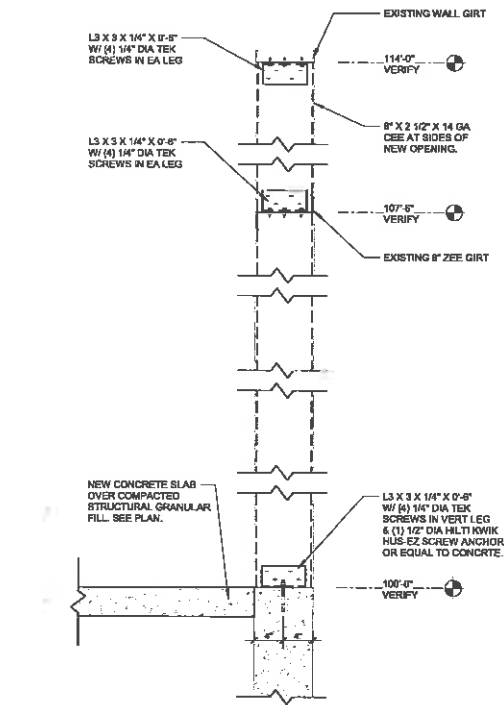 EXISTING WALL GIRT
L3 X 3 X 1/4" X 0'-6"
W/ (4) 1/4" DIA TEK
SCREWS IN EA LEG
114'-0"
VERIFY
8" X 2 1/2" X 14 GA
CEE AT SIDES OF
NEW OPENING.
L3 X 3 X 1/4" X 0'-6"
W/ (4) 1/4" DIA TEK
SCREWS IN EA LEG
107'-6"
VERIFY
EXISTING 8" ZEE GIRT
NEW CONCRETE SLAB
OVER COMPACTED
STRUCTURAL GRANULAR
FILL. SEE PLAN.
L3 X 3 X 1/4" X 0'-6"
W/ (4) 1/4" DIA TEK
SCREWS IN VERT LEG
& (1) 1/2" DIA HILTI KWIK
HUS-EZ SCREW ANCHOR
OR EQUAL TO CONCRTE.
100'-0"
VERIFY
4" 4"